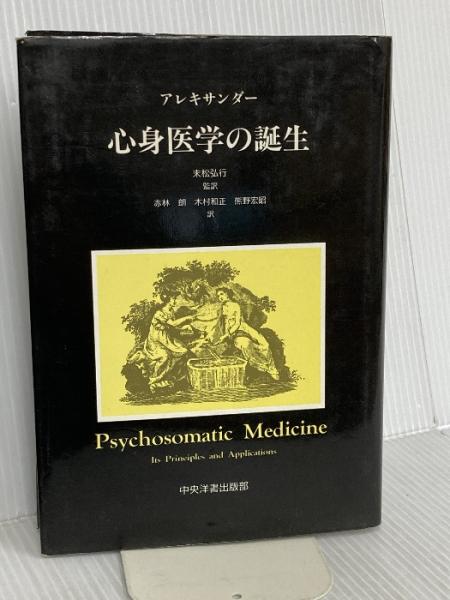 アレキサンダー
心身医学の誕生
末松弘行
監訳
赤林 朗 木村和正 熊野宏昭
訳
Psychosomatic Medicine
Its Principles and Applications
中央洋書出版部